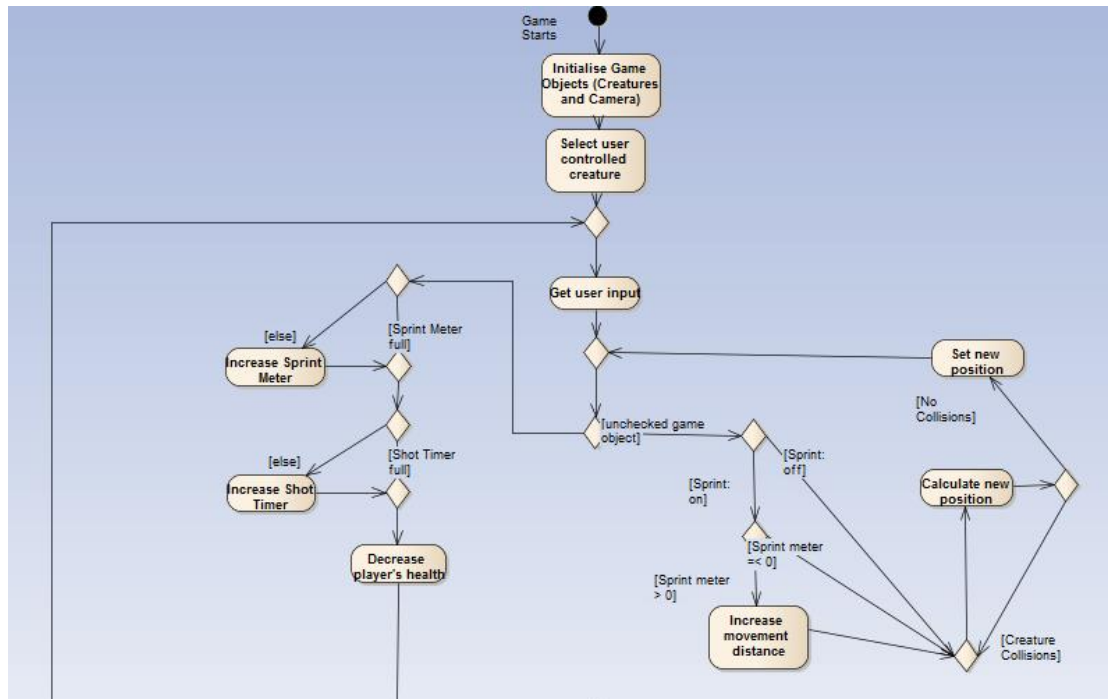 Game
Starts
Initialise Game
Objects (Creatures
and Camera)
Select user
controlled
creature
Get user input
[else]
[Sprint Meter
full]
Increase Sprint
Meter
Set new
position
[No
Collisions]
[unchecked game
object]
[else]
[Shot Timer
full]
Increase Shot
Timer
[Sprint:
off]
[Sprint:
on]
Calculate new
position
Decrease
player's health
[Sprint meter
=< 0]
[Sprint meter
> 0]
Increase
movement
distance
[Creature
Collisions]